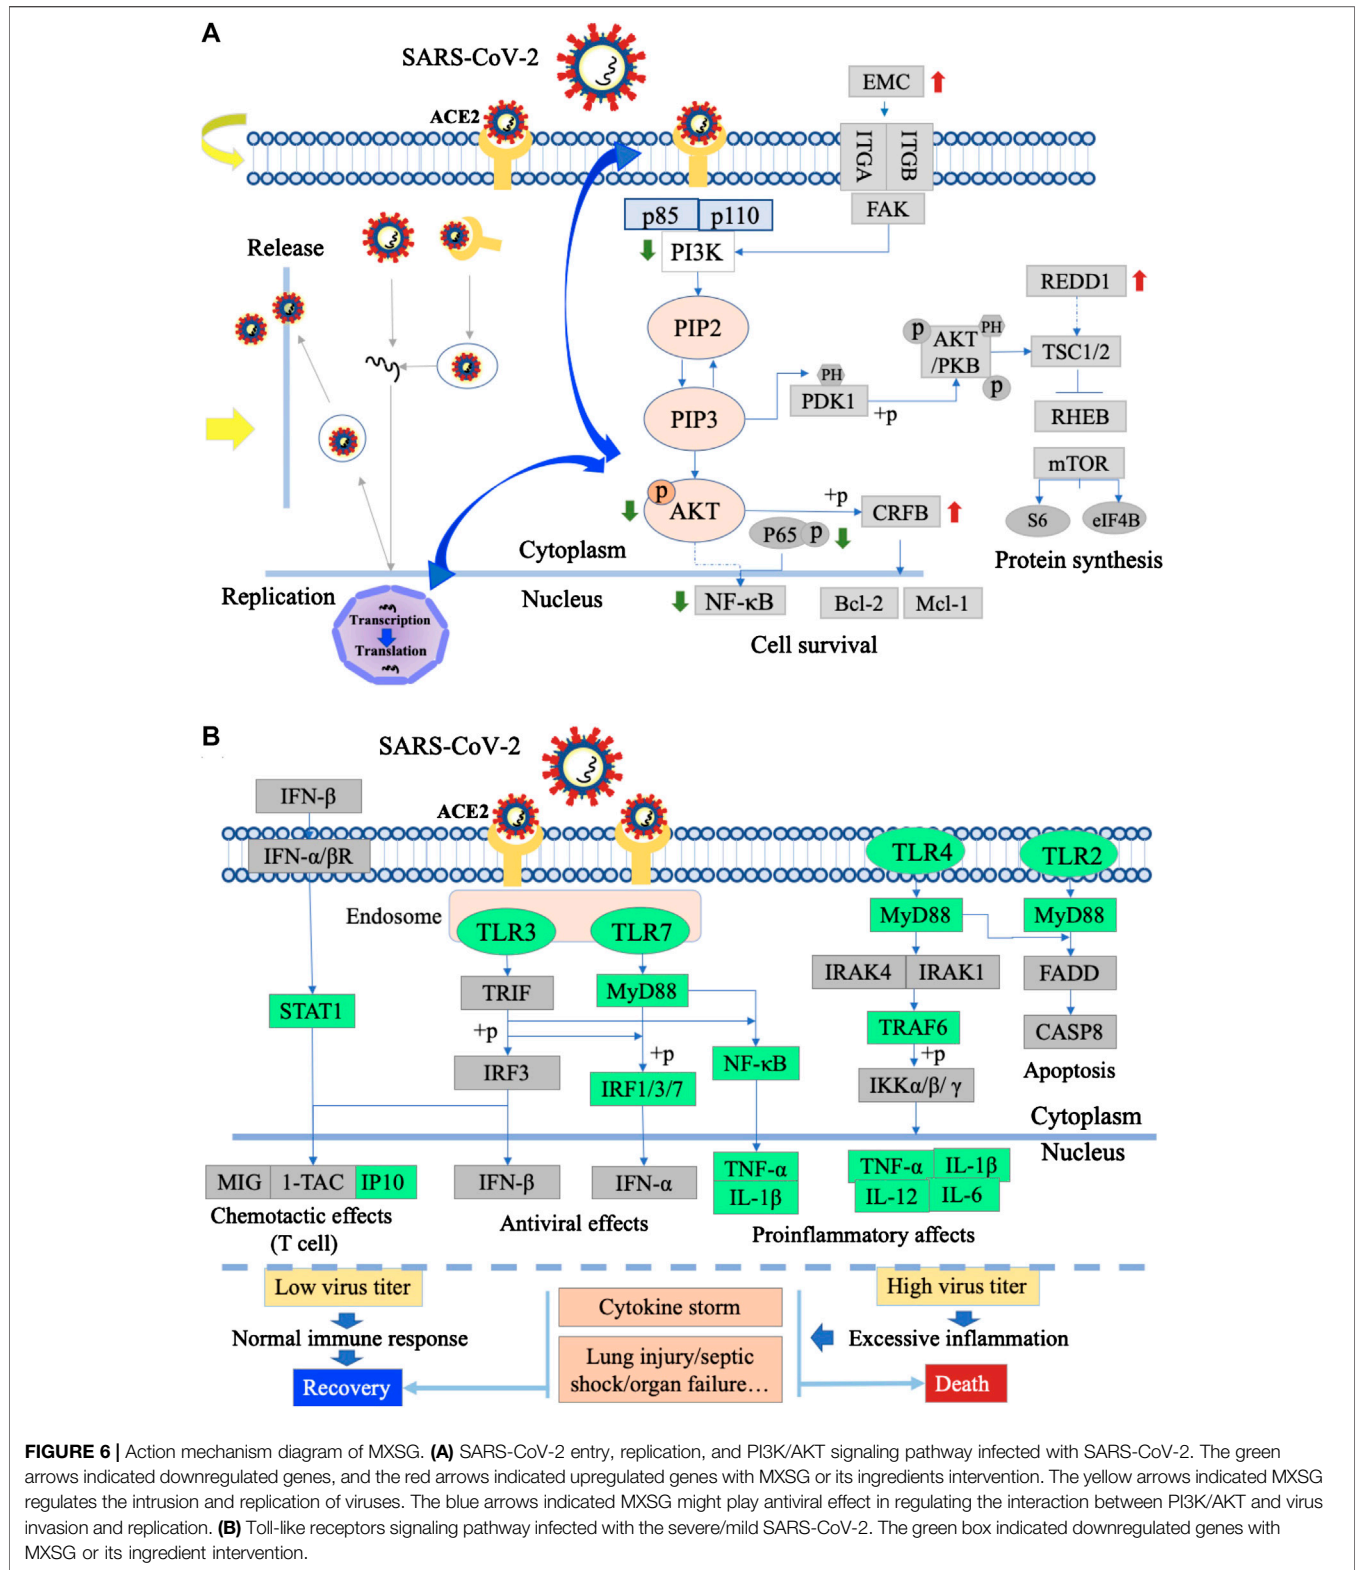 A
SARS-CoV-2
EMC
ACE2
ITGA
ITGB
FAK
p85
p110
PI3K
Release
REDD1
PIP2
p
PH
AKT
/PKB
p
TSC1/2
PH
PDK1
+p
PIP3
RHEB
mTOR
p
AKT
+p
CRFB
S6
eIF4B
P65
p
Cytoplasm
Protein synthesis
Replication
Nucleus
NF-κB
Bcl-2
Mcl-1
Transcription
Translation
Cell survival
B
SARS-CoV-2
IFN-β
ACE2
IFN-α/βR
TLR4
TLR2
Endosome
TLR3
TLR7
MyD88
MyD88
IRAK4
IRAK1
FADD
TRIF
MyD88
STAT1
TRAF6
CASP8
+p
+p
+p
NF-κB
Apoptosis
IRF3
IRF1/3/7
IKKα/β/ γ
Cytoplasm
Nucleus
MIG
1-TAC
IP10
IFN-β
IFN-α
TNF-α
IL-1β
TNF-α
IL-1β
IL-12
IL-6
Chemotactic effects
(T cell)
Antiviral effects
Proinflammatory affects
Low virus titer
High virus titer
Cytokine storm
Normal immune response
Excessive inflammation
Lung injury/septic
shock/organ failure…
Recovery
Death
FIGURE 6 | Action mechanism diagram of MXSG. (A) SARS-CoV-2 entry, replication, and PI3K/AKT signaling pathway infected with SARS-CoV-2. The green
arrows indicated downregulated genes, and the red arrows indicated upregulated genes with MXSG or its ingredients intervention. The yellow arrows indicated MXSG
regulates the intrusion and replication of viruses. The blue arrows indicated MXSG might play antiviral effect in regulating the interaction between PI3K/AKT and virus
invasion and replication. (B) Toll-like receptors signaling pathway infected with the severe/mild SARS-CoV-2. The green box indicated downregulated genes with
MXSG or its ingredient intervention.